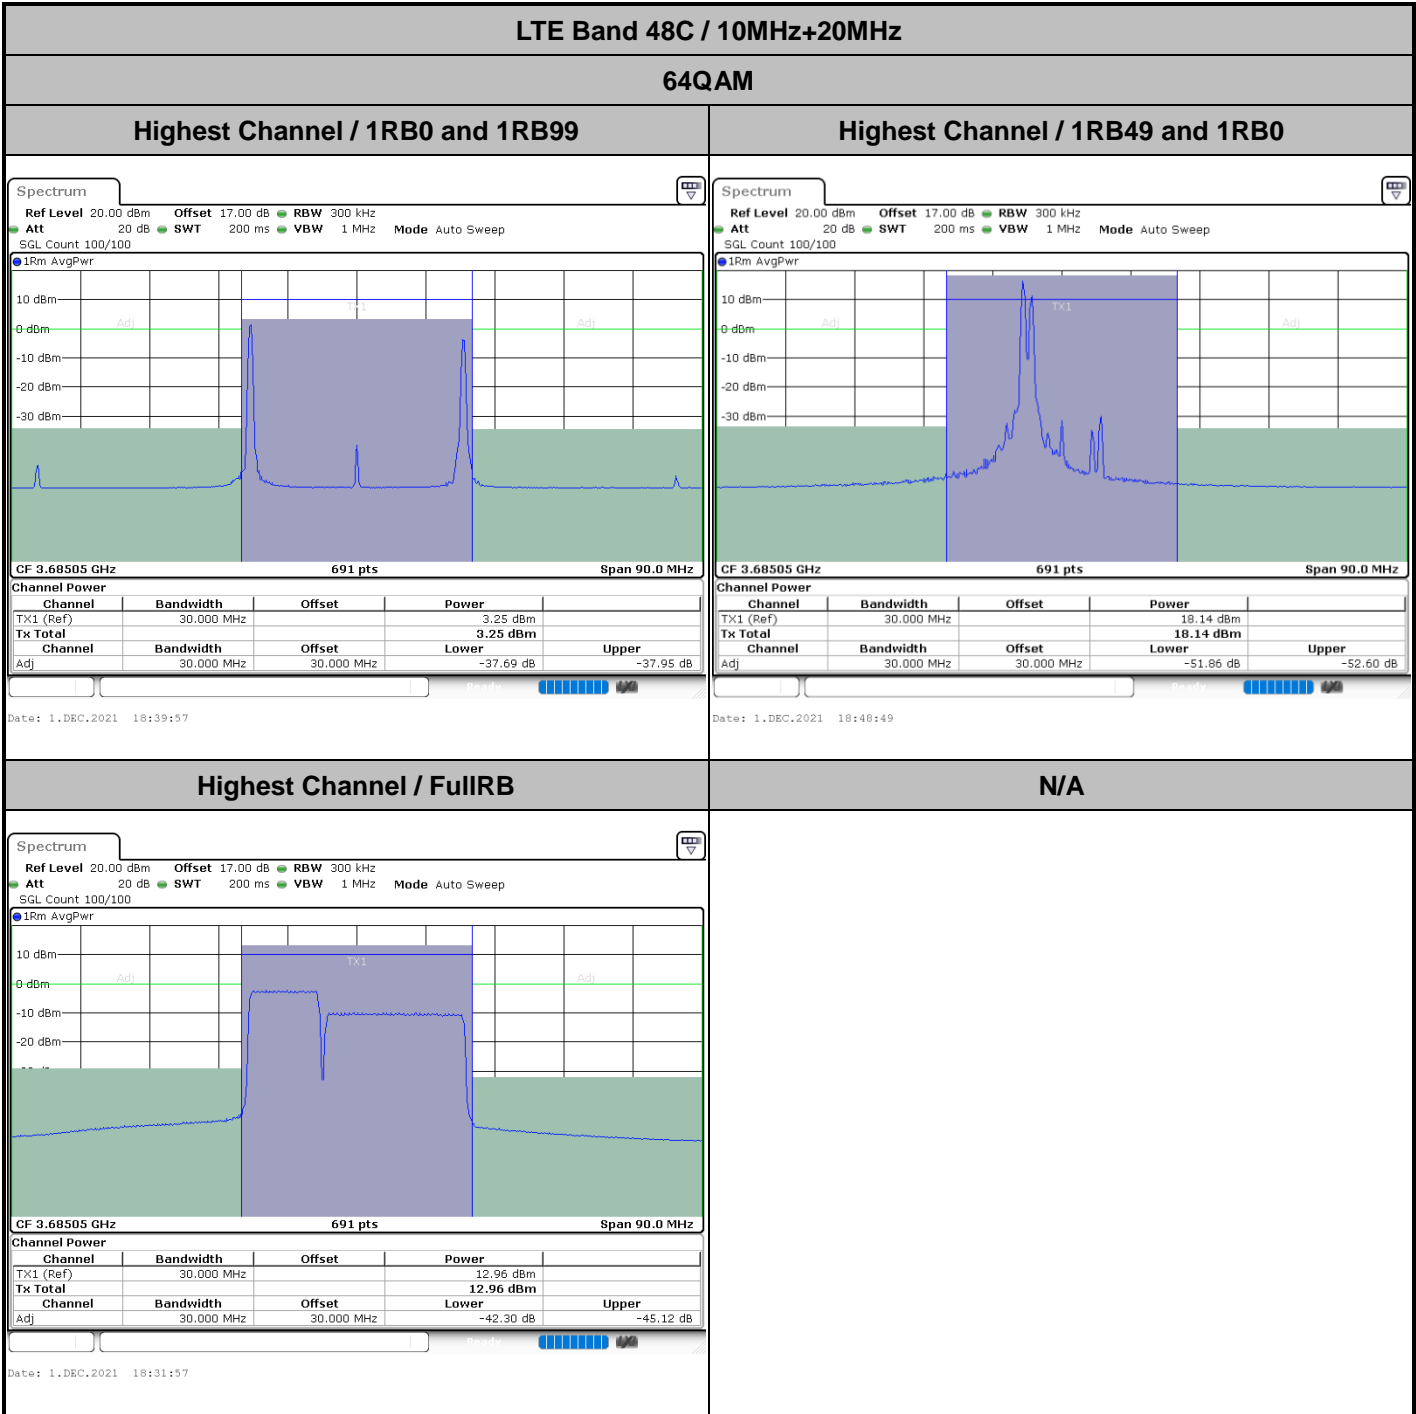 LTE Band 48C / 10MHz+20MHz
64QAM
Highest Channel / 1RB0 and 1RB99
Highest Channel / 1RB49 and 1RB0
Spectrum
Ref Level 20.00 dBm Offset 17.00 dB RBW 300 kHz
Att 20 dB SWT 200 ms VBW 1 MHz Mode Auto Sweep
SGL Count 100/100
1Rm AvgPwr
10 dBm
0 dBm
-10 dBm
-20 dBm
-30 dBm
Adj
TX1
Adj
CF 3.68505 GHz 691 pts Span 90.0 MHz
Channel Power
Channel Bandwidth Offset Power
TX1 (Ref) 30.000 MHz 3.25 dBm
Tx Total 3.25 dBm
Channel Bandwidth Offset Lower Upper
Adj 30.000 MHz 30.000 MHz -37.69 dB -37.95 dB
Ready
Date: 1.DEC.2021 18:39:57
Spectrum
Ref Level 20.00 dBm Offset 17.00 dB RBW 300 kHz
Att 20 dB SWT 200 ms VBW 1 MHz Mode Auto Sweep
SGL Count 100/100
1Rm AvgPwr
10 dBm
0 dBm
-10 dBm
-20 dBm
-30 dBm
Adj
TX1
Adj
CF 3.68505 GHz 691 pts Span 90.0 MHz
Channel Power
Channel Bandwidth Offset Power
TX1 (Ref) 30.000 MHz 18.14 dBm
Tx Total 18.14 dBm
Channel Bandwidth Offset Lower Upper
Adj 30.000 MHz 30.000 MHz -51.86 dB -52.60 dB
Ready
Date: 1.DEC.2021 18:48:49
Highest Channel / FullRB
N/A
Spectrum
Ref Level 20.00 dBm Offset 17.00 dB RBW 300 kHz
Att 20 dB SWT 200 ms VBW 1 MHz Mode Auto Sweep
SGL Count 100/100
1Rm AvgPwr
10 dBm
0 dBm
-10 dBm
-20 dBm
Adj
TX1
Adj
CF 3.68505 GHz 691 pts Span 90.0 MHz
Channel Power
Channel Bandwidth Offset Power
TX1 (Ref) 30.000 MHz 12.96 dBm
Tx Total 12.96 dBm
Channel Bandwidth Offset Lower Upper
Adj 30.000 MHz 30.000 MHz -42.30 dB -45.12 dB
Ready
Date: 1.DEC.2021 18:31:57